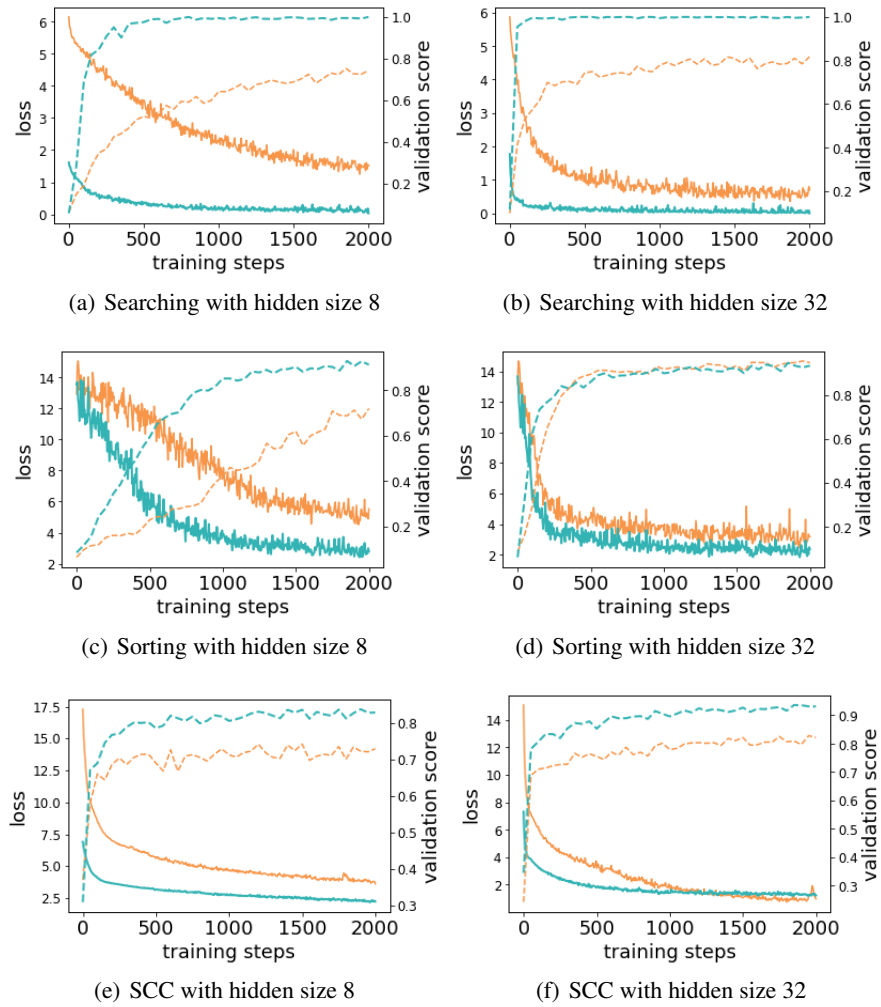 6
5
4
3
2
1
0
loss
1.0
0.8
0.6
0.4
0.2
validation score
0 500 1000 1500 2000
training steps
(a) Searching with hidden size 8
6
5
4
3
2
1
0
loss
1.0
0.8
0.6
0.4
0.2
validation score
0 500 1000 1500 2000
training steps
(b) Searching with hidden size 32
14
12
10
8
6
4
2
loss
0.8
0.6
0.4
0.2
validation score
0 500 1000 1500 2000
training steps
(c) Sorting with hidden size 8
14
12
10
8
6
4
2
loss
0.8
0.6
0.4
0.2
validation score
0 500 1000 1500 2000
training steps
(d) Sorting with hidden size 32
17.5
15.0
12.5
10.0
7.5
5.0
2.5
loss
0.8
0.7
0.6
0.5
0.4
0.3
validation score
0 500 1000 1500 2000
training steps
(e) SCC with hidden size 8
14
12
10
8
6
4
2
loss
0.9
0.8
0.7
0.6
0.5
0.4
0.3
validation score
0 500 1000 1500 2000
training steps
(f) SCC with hidden size 32